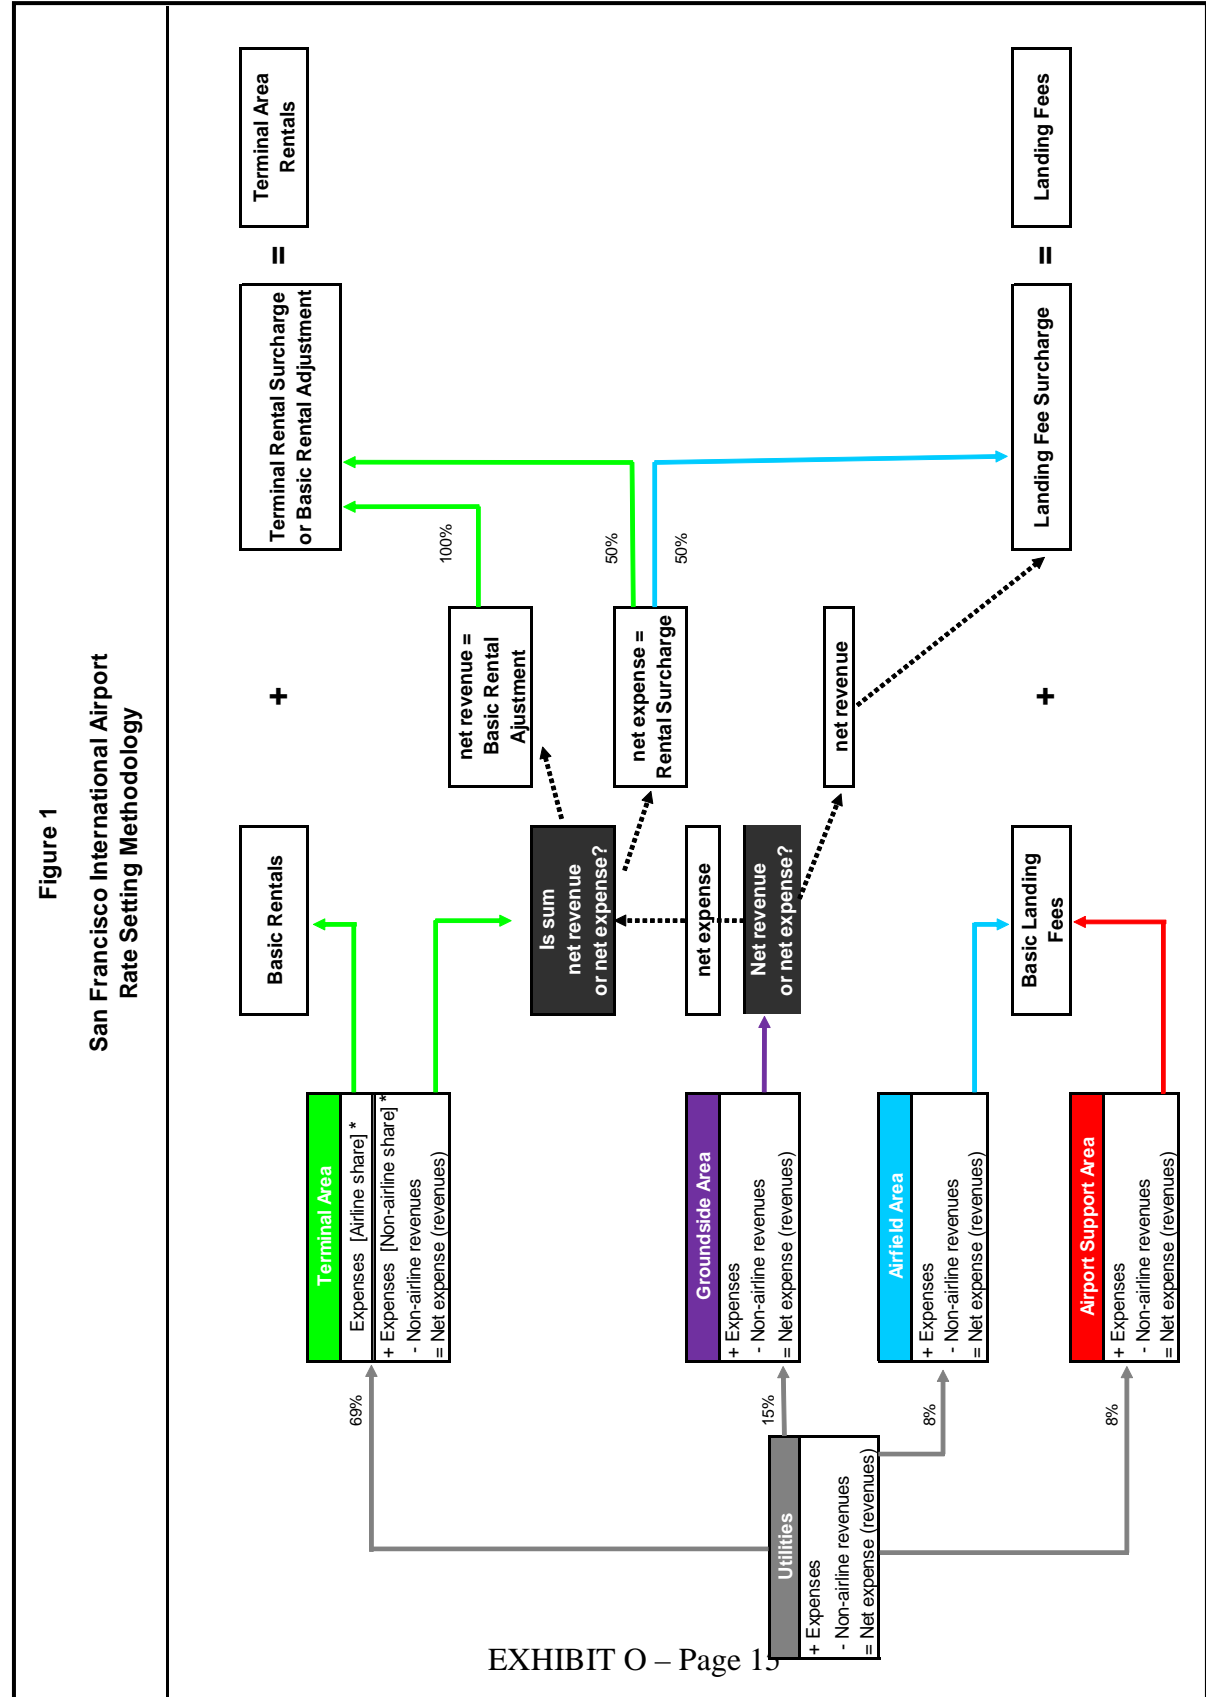 Figure 1
San Francisco International Airport
Rate Setting Methodology
Utilities
+ Expenses
- Non-airline revenues
= Net expense (revenues)
69%
15%
8%
8%
Terminal Area
Expenses [Airline share] *
+ Expenses [Non-airline share] *
- Non-airline revenues
= Net expense (revenues)
Groundside Area
+ Expenses
- Non-airline revenues
= Net expense (revenues)
Airfield Area
+ Expenses
- Non-airline revenues
= Net expense (revenues)
Airport Support Area
+ Expenses
- Non-airline revenues
= Net expense (revenues)
Basic Rentals
Is sum
net revenue
or net expense?
net expense
Net revenue
or net expense?
Basic Landing
Fees
+
net revenue =
Basic Rental
Ajustment
net expense =
Rental Surcharge
net revenue
+
100%
50%
50%
Terminal Rental Surcharge
or Basic Rental Adjustment
Landing Fee Surcharge
=
=
Terminal Area
Rentals
Landing Fees
EXHIBIT O – Page 15